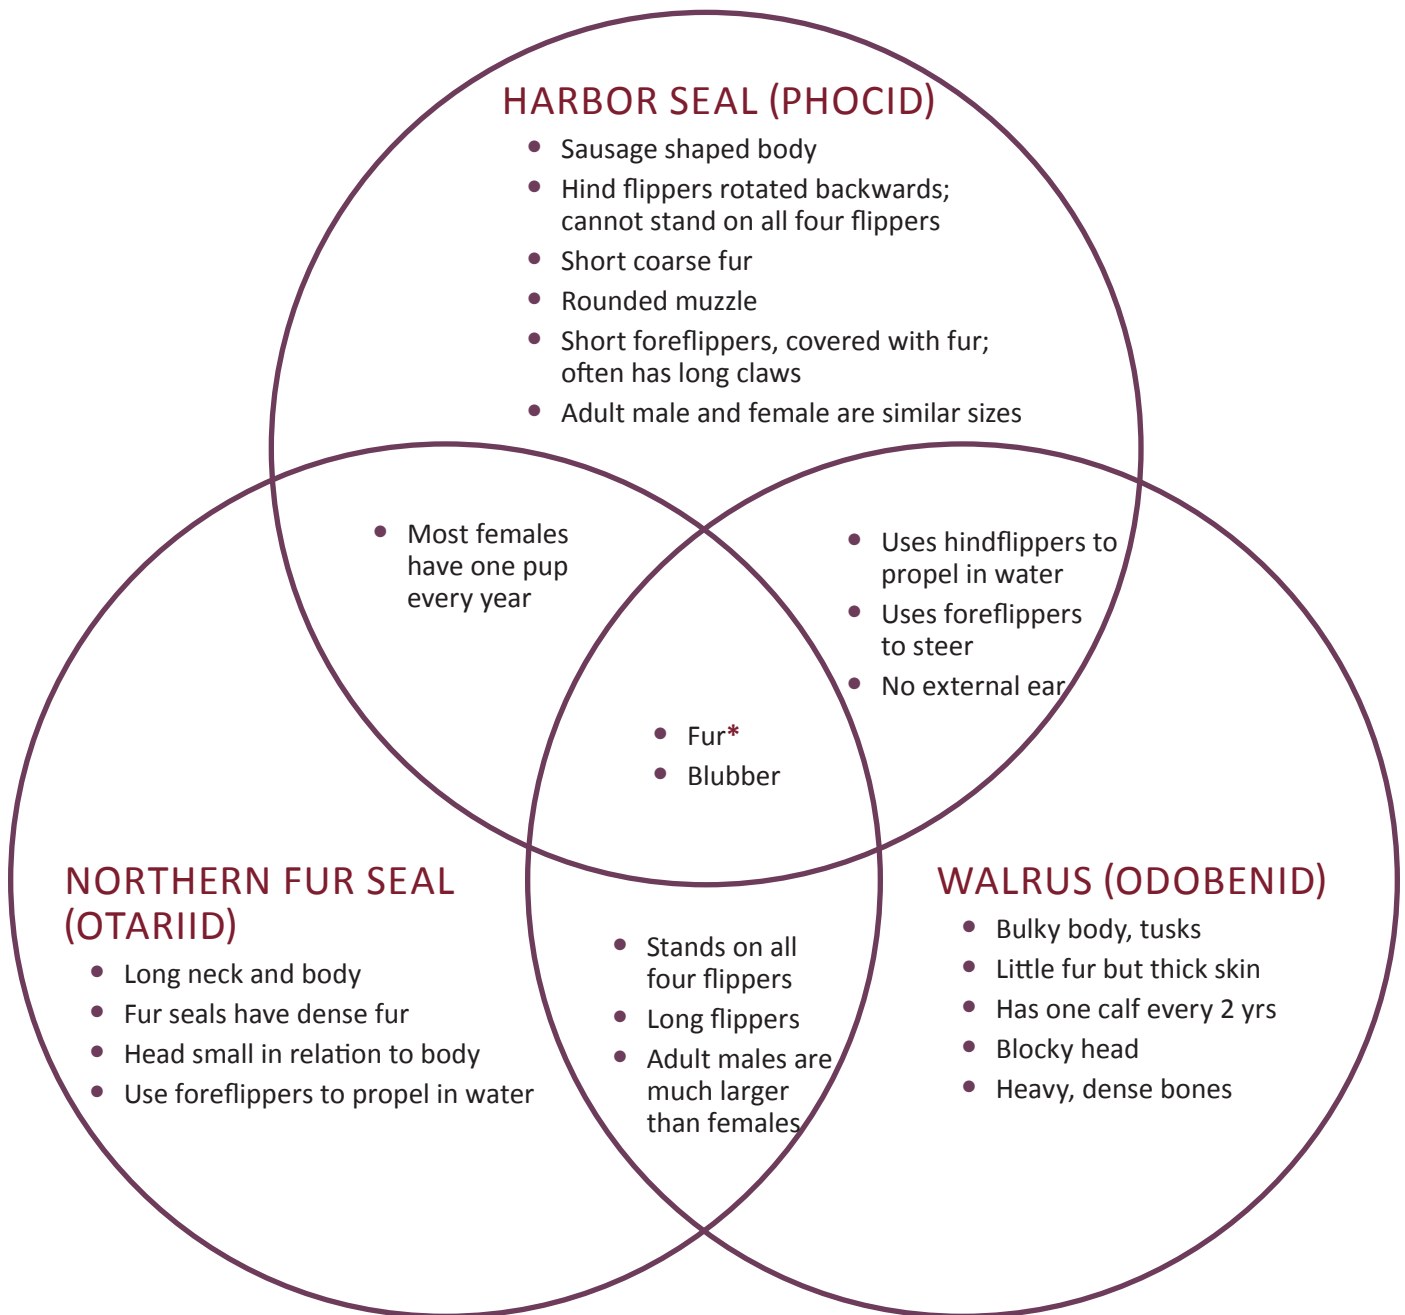 HARBOR SEAL (PHOCID)
• Sausage shaped body
• Hind flippers rotated backwards;
cannot stand on all four flippers
• Short coarse fur
• Rounded muzzle
• Short foreflippers, covered with fur;
often has long claws
• Adult male and female are similar sizes
• Most females
have one pup
every year
• Uses hindflippers to
propel in water
• Uses foreflippers
to steer
• No external ear
• Fur*
• Blubber
NORTHERN FUR SEAL
(OTARIID)
• Long neck and body
• Fur seals have dense fur
• Head small in relation to body
• Use foreflippers to propel in water
• Stands on all
four flippers
• Long flippers
• Adult males are
much larger
than females
WALRUS (ODOBENID)
• Bulky body, tusks
• Little fur but thick skin
• Has one calf every 2 yrs
• Blocky head
• Heavy, dense bones